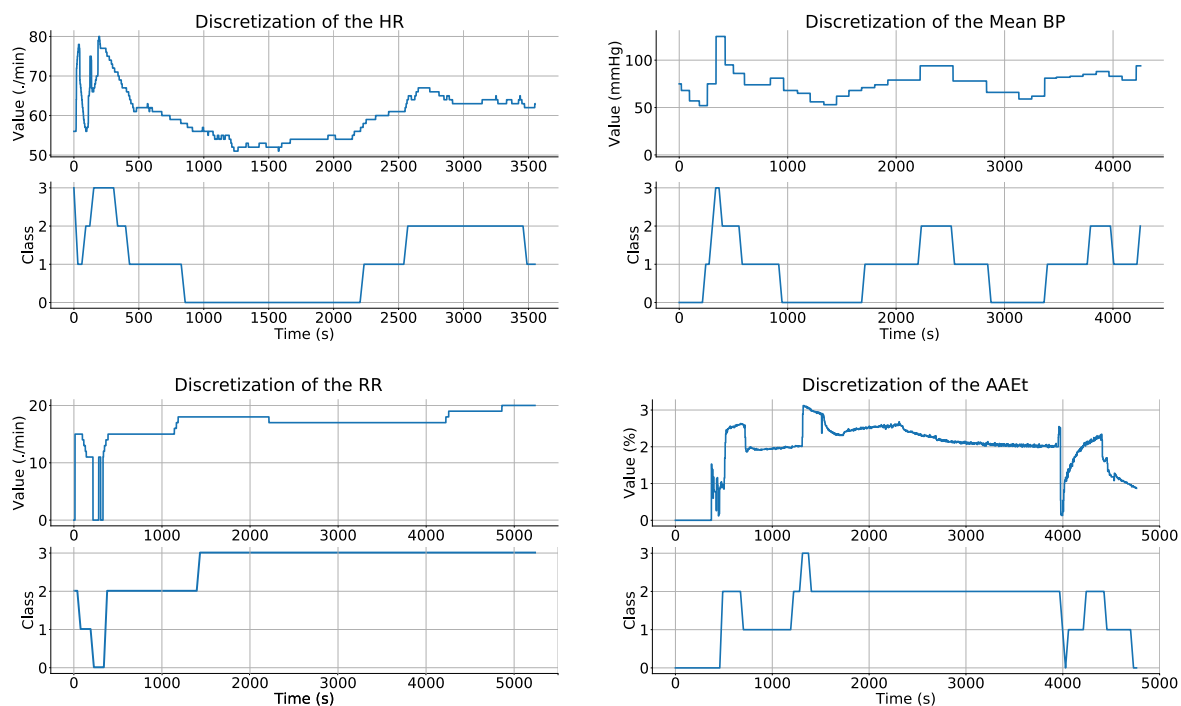 Discretization of the HR
Value (./min)
80
70
60
50
0 500 1000 1500 2000 2500 3000 3500
Class
3
2
1
0
0 500 1000 1500 2000 2500 3000 3500
Time (s)
Discretization of the Mean BP
Value (mmHg)
100
50
0
0 1000 2000 3000 4000
Class
3
2
1
0
0 1000 2000 3000 4000
Time (s)
Discretization of the RR
Value (./min)
20
10
0
0 1000 2000 3000 4000 5000
Class
3
2
1
0
0 1000 2000 3000 4000 5000
Time (s)
Discretization of the AAEt
Value (%)
3
2
1
0
0 1000 2000 3000 4000 5000
Class
3
2
1
0
0 1000 2000 3000 4000 5000
Time (s)